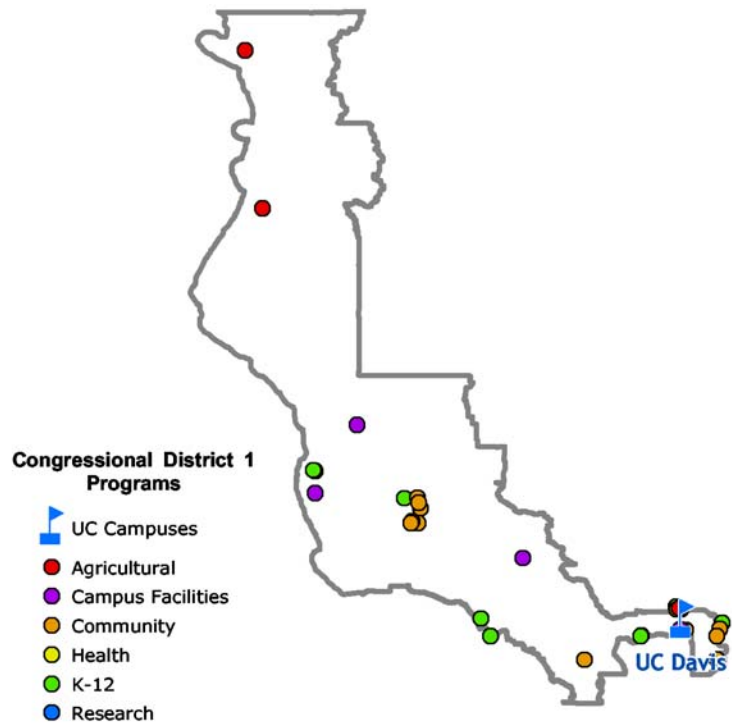 Congressional District 1
Programs
UC Campuses
Agricultural
Campus Facilities
Community
Health
K-12
Research
UC Davis